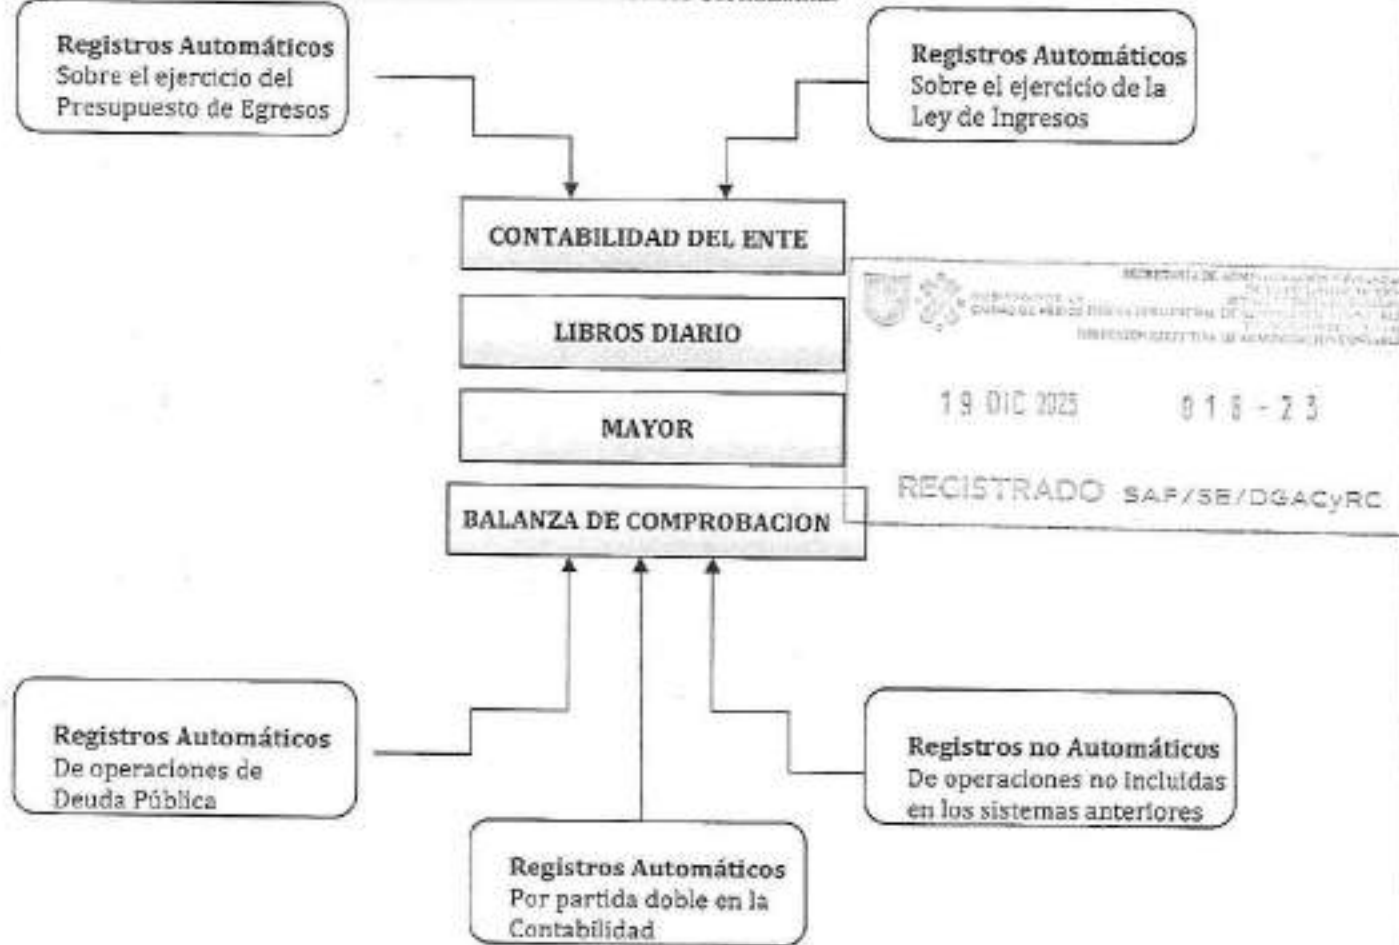 Registros Automáticos
Sobre el ejercicio del
Presupuesto de Egresos
Registros Automáticos
Sobre el ejercicio de la
Ley de Ingresos
CONTABILIDAD DEL ENTE
LIBROS DIARIO
MAYOR
BALANZA DE COMPROBACION
19 DIC 2025
REGISTRADO SAF/SE/DGACyRC
Registros Automáticos
De operaciones de
Deuda Pública
Registros no Automáticos
De operaciones no incluidas
en los sistemas anteriores
Registros Automáticos
Por partida doble en la
Contabilidad